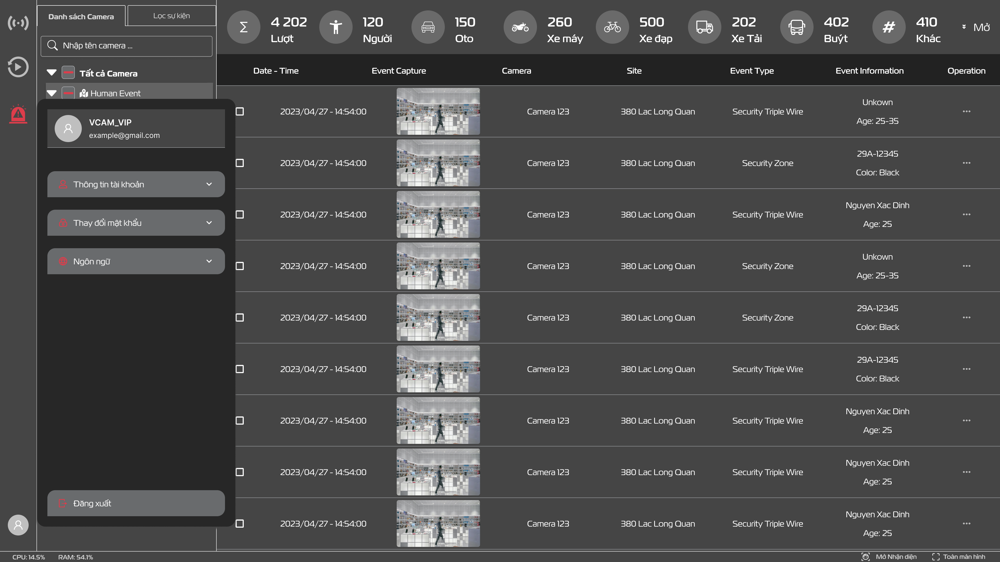 Danh sách Camera
Lọc sự kiện
Nhập tên camera ...
Tất cả Camera
Human Event
VCAM_VIP
example@gmail.com
Thông tin tài khoản
Thay đổi mật khẩu
Ngôn ngữ
Đăng xuất
4 202
Lượt
120
Người
150
Oto
260
Xe máy
500
Xe đạp
202
Xe Tải
402
Buýt
#
410
Khác
Mở
Date - Time Event Capture Camera Site Event Type Event Information Operation
2023/04/27 - 14:54:00 Camera 123 380 Lac Long Quan Security Triple Wire
Unkown
Age: 25-35
2023/04/27 - 14:54:00 Camera 123 380 Lac Long Quan Security Zone
29A-12345
Color: Black
2023/04/27 - 14:54:00 Camera 123 380 Lac Long Quan Security Triple Wire
Nguyen Xac Dinh
Age: 25
2023/04/27 - 14:54:00 Camera 123 380 Lac Long Quan Security Zone
Unkown
Age: 25-35
2023/04/27 - 14:54:00 Camera 123 380 Lac Long Quan Security Zone
29A-12345
Color: Black
2023/04/27 - 14:54:00 Camera 123 380 Lac Long Quan Security Triple Wire
29A-12345
Color: Black
2023/04/27 - 14:54:00 Camera 123 380 Lac Long Quan Security Triple Wire
Nguyen Xac Dinh
Age: 25
2023/04/27 - 14:54:00 Camera 123 380 Lac Long Quan Security Triple Wire
Nguyen Xac Dinh
Age: 25
2023/04/27 - 14:54:00 Camera 123 380 Lac Long Quan Security Triple Wire
Nguyen Xac Dinh
Age: 25
CPU: 14.5% RAM: 54.1%
Mở Nhận diện
Toàn màn hình